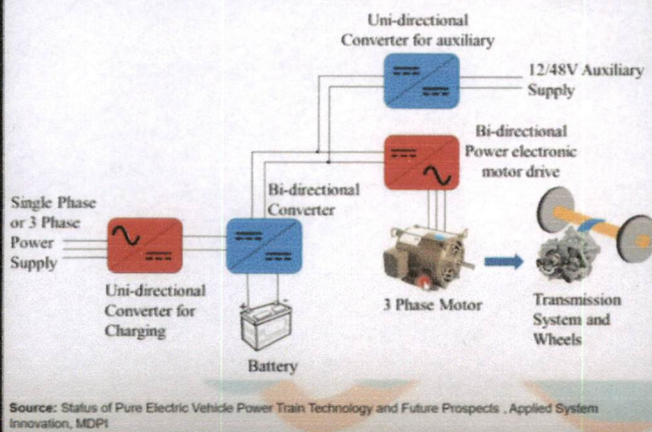 Uni-directional
Converter for auxiliary
12/48V Auxiliary
Supply
Bi-directional
Power electronic
motor drive
Bi-directional
Converter
Single Phase
or 3 Phase
Power
Supply
Uni-directional
Converter for
Charging
+ -
Battery
3 Phase Motor
Transmission
System and
Wheels
Source: Status of Pure Electric Vehicle Power Train Technology and Future Prospects , Applied System
Innovation, MDPI